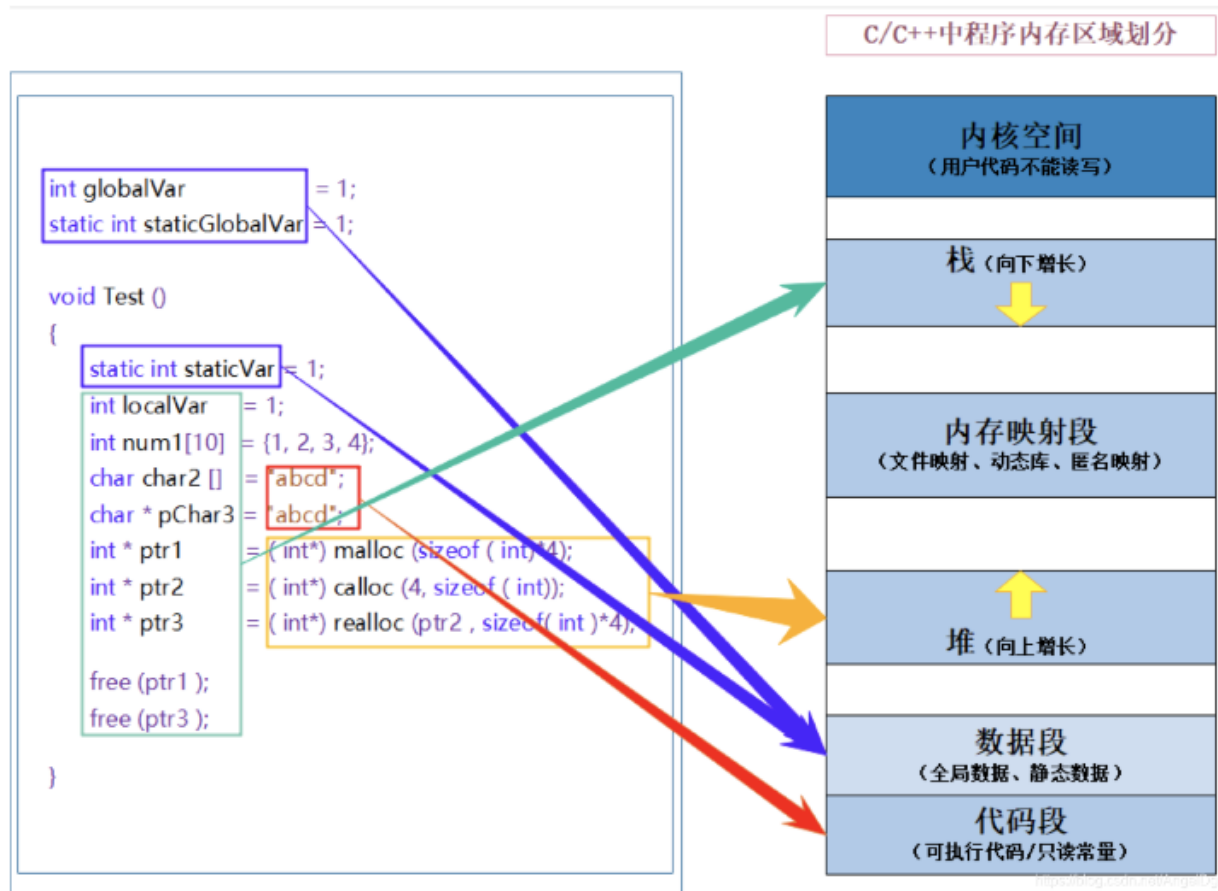 C/C++中程序内存区域划分
int globalVar = 1;
static int staticGlobalVar = 1;
void Test ()
{
static int staticVar = 1;
int localVar = 1;
int num1[10] = {1, 2, 3, 4};
char char2 [] = "abcd";
char * pChar3 = "abcd";
int * ptr1 = ( int*) malloc (sizeof ( int)*4);
int * ptr2 = ( int*) calloc (4, sizeof ( int));
int * ptr3 = ( int*) realloc (ptr2 , sizeof( int )*4);
free (ptr1 );
free (ptr3 );
}
内核空间
(用户代码不能读写)
栈 (向下增长)
内存映射段
(文件映射、动态库、匿名映射)
堆 (向上增长)
数据段
(全局数据、静态数据)
代码段
(可执行代码/只读常量)